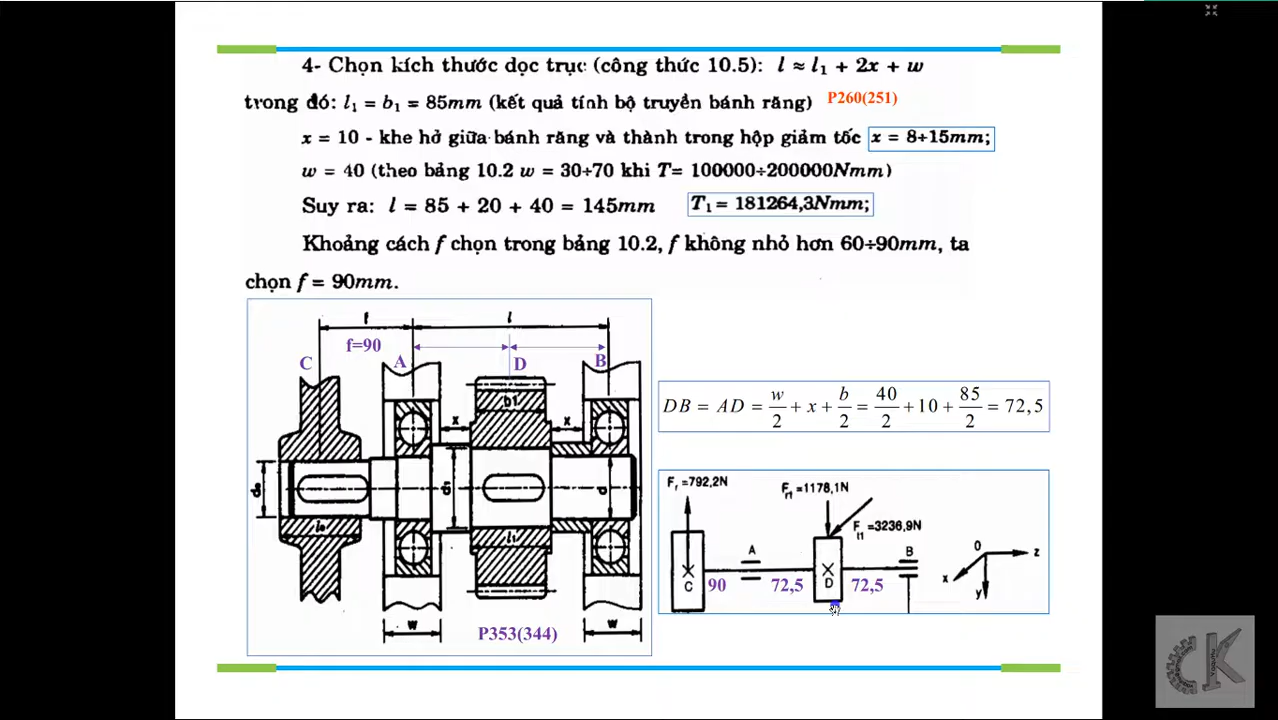 4- Chọn kích thước dọc trục (công thức 10.5): l ≈ l₁ + 2x + w
trong đó: l₁ = b₁ = 85mm (kết quả tính bộ truyền bánh răng) P260(251)
x = 10 - khe hở giữa bánh răng và thành trong hộp giảm tốc x = 8÷15mm;
w = 40 (theo bảng 10.2 w = 30÷70 khi T= 100000÷200000Nmm)
Suy ra: l = 85 + 20 + 40 = 145mm T₁ = 181264,3Nmm;
Khoảng cách f chọn trong bảng 10.2, f không nhỏ hơn 60÷90mm, ta
chọn f = 90mm.
f l
f=90
C A D B
b1
x x
d₁ d
l₁
w w
P353(344)
DB = AD = w/2 + x + b/2 = 40/2 + 10 + 85/2 = 72,5
Fᵣ =792,2N Fᵣ₁ =1178,1N
Fₜ₁ =3236,9N
A B O z
C 90 72,5 D 72,5 x y
CK